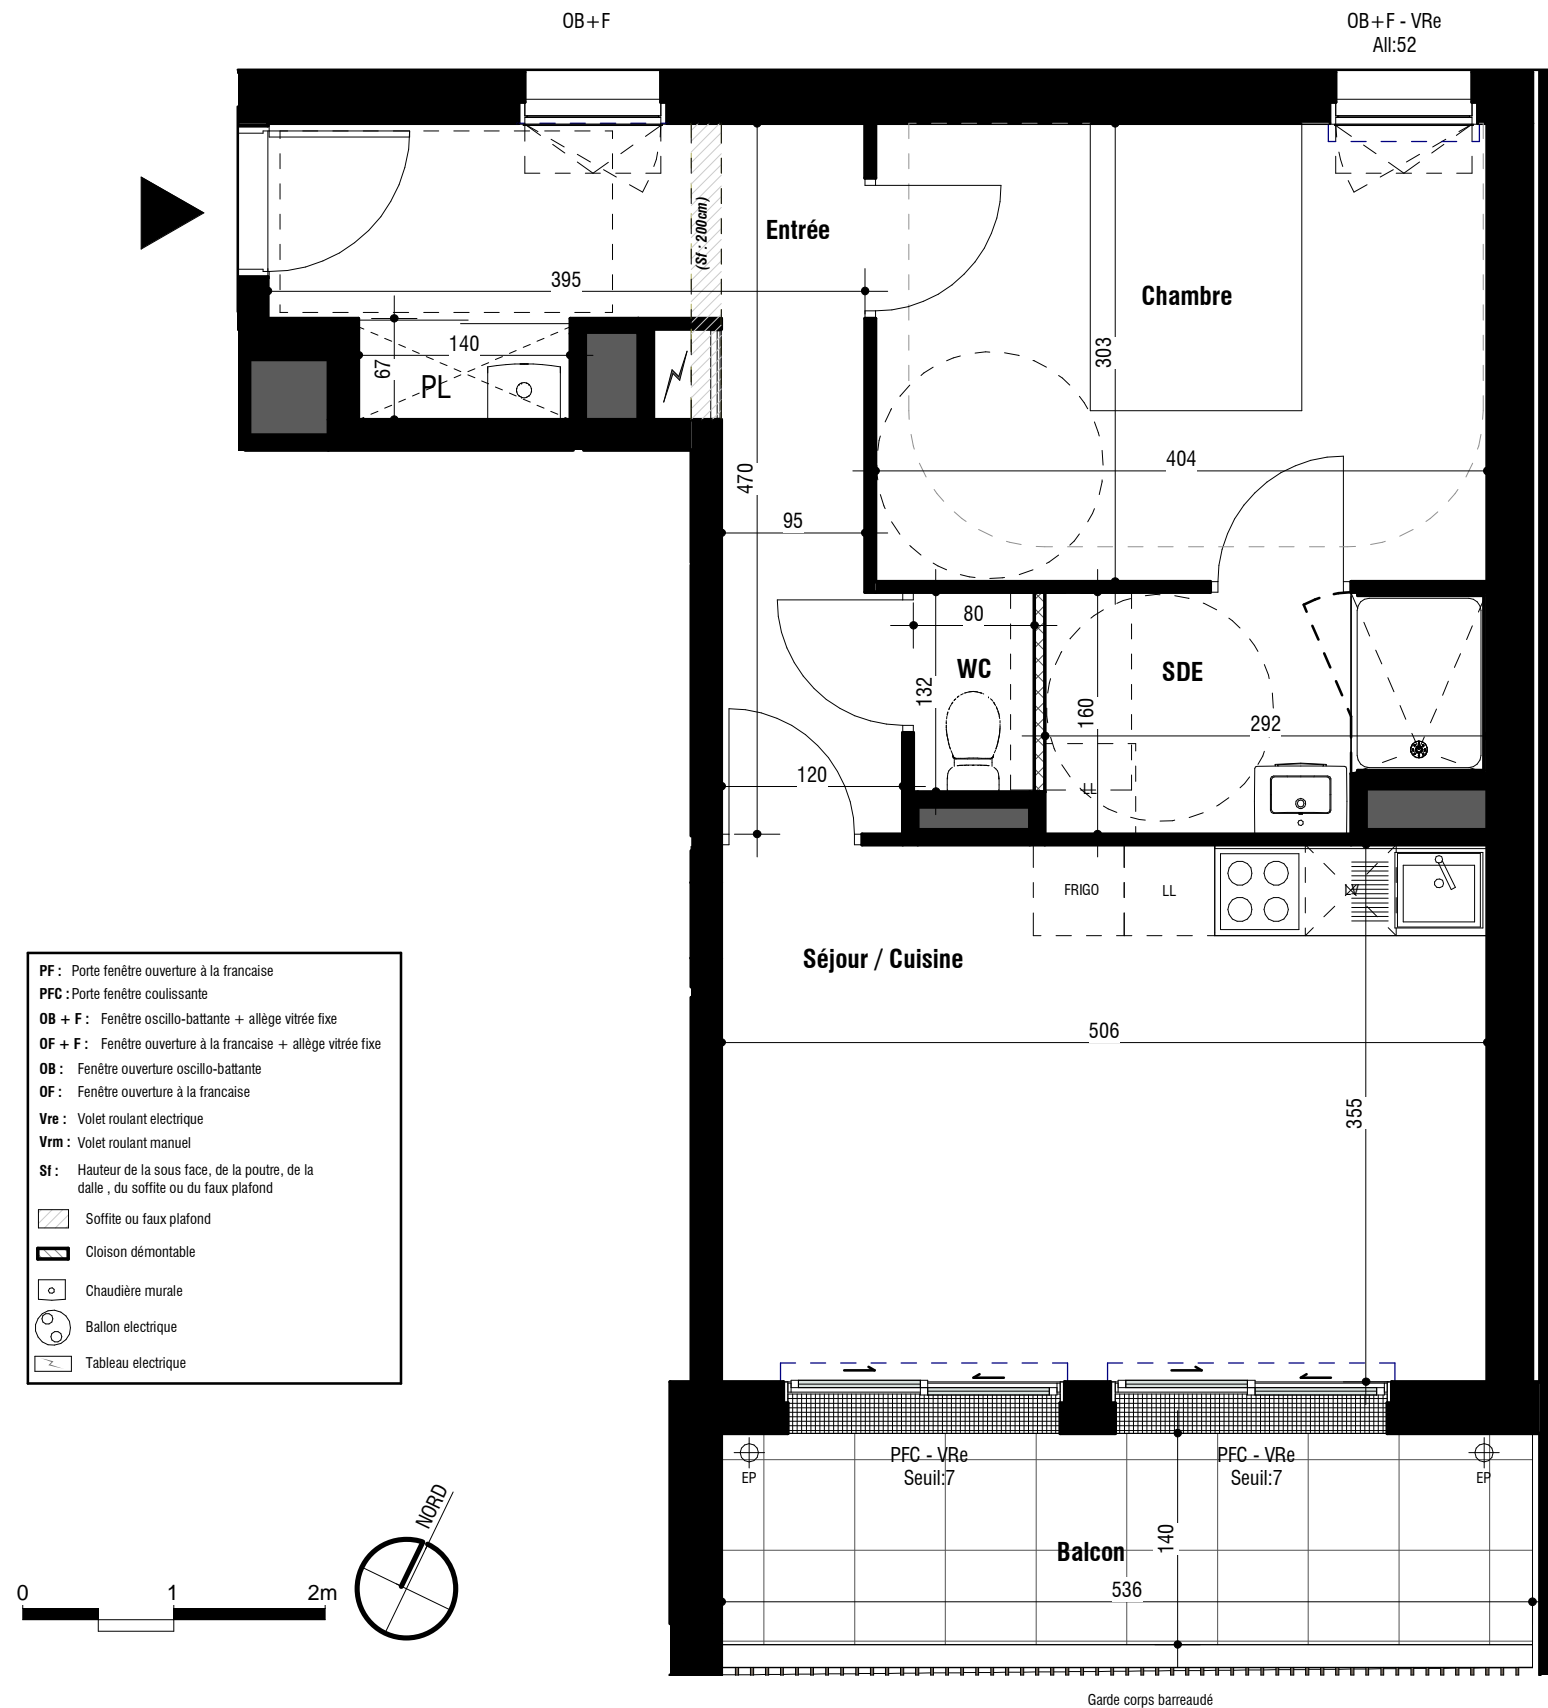 OB+F
OB+F - VRe
All:52
(Sf : 200cm)
Entrée
395
Chambre
140
67
PL
303
404
470
95
80
WC
132
SDE
160
292
120
LL
FRIGO
LL
LV
Séjour / Cuisine
506
355
PF : Porte fenêtre ouverture à la francaise
PFC : Porte fenêtre coulissante
OB + F : Fenêtre oscillo-battante + allège vitrée fixe
OF + F : Fenêtre ouverture à la francaise + allège vitrée fixe
OB : Fenêtre ouverture oscillo-battante
OF : Fenêtre ouverture à la francaise
Vre : Volet roulant electrique
Vrm : Volet roulant manuel
Sf : Hauteur de la sous face, de la poutre, de la
dalle , du soffite ou du faux plafond
Soffite ou faux plafond
Cloison démontable
Chaudière murale
Ballon electrique
Tableau electrique
PFC - VRe
Seuil:7
PFC - VRe
Seuil:7
EP
EP
Balcon
140
536
NORD
0 1 2m
Garde corps barreaudé